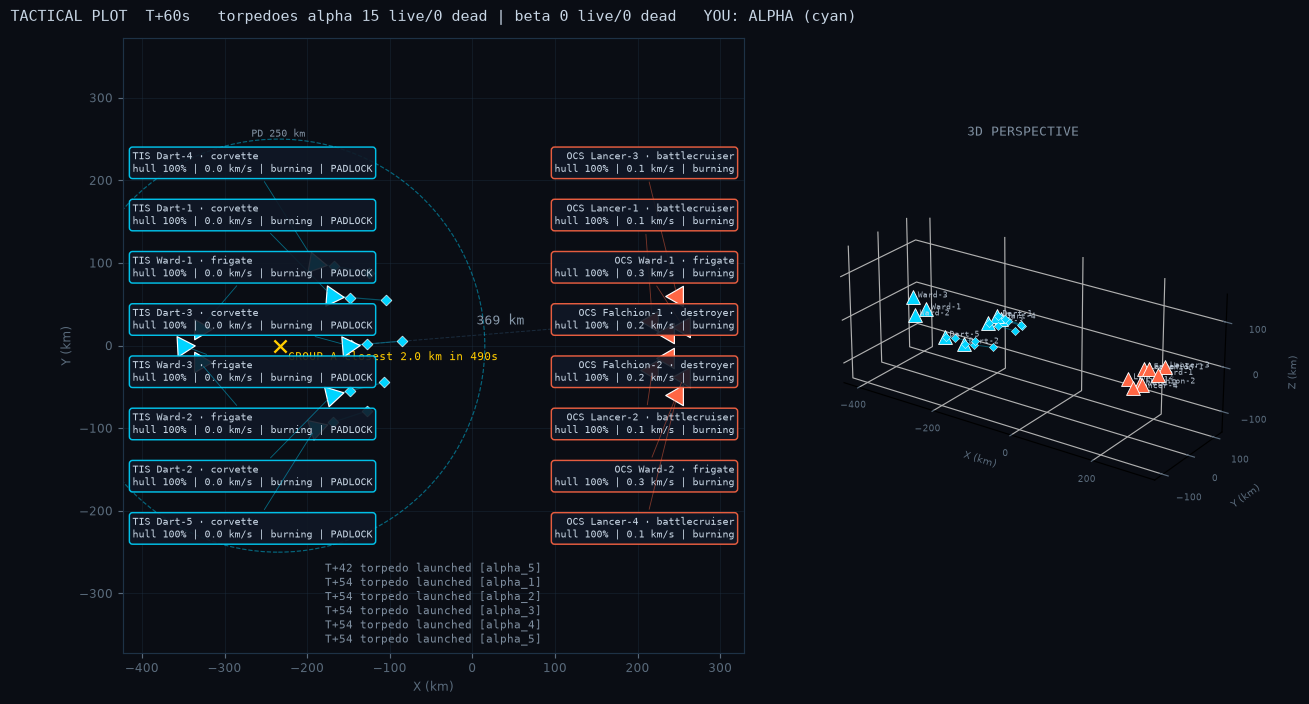 TACTICAL PLOT  T+60s   torpedoes alpha 15 live/0 dead | beta 0 live/0 dead   YOU: ALPHA (cyan)
PD 250 km
TIS Dart-4 · corvette
hull 100% | 0.0 km/s | burning | PADLOCK
TIS Dart-1 · corvette
hull 100% | 0.0 km/s | burning | PADLOCK
TIS Ward-1 · frigate
hull 100% | 0.0 km/s | burning | PADLOCK
TIS Dart-3 · corvette
hull 100% | 0.0 km/s | burning | PADLOCK
TIS Ward-3 · frigate
hull 100% | 0.0 km/s | burning | PADLOCK
TIS Ward-2 · frigate
hull 100% | 0.0 km/s | burning | PADLOCK
TIS Dart-2 · corvette
hull 100% | 0.0 km/s | burning | PADLOCK
TIS Dart-5 · corvette
hull 100% | 0.0 km/s | burning | PADLOCK
369 km
2.0 km in 490s
OCS Lancer-3 · battlecruiser
hull 100% | 0.1 km/s | burning
OCS Lancer-1 · battlecruiser
hull 100% | 0.1 km/s | burning
OCS Ward-1 · frigate
hull 100% | 0.3 km/s | burning
OCS Falchion-1 · destroyer
hull 100% | 0.2 km/s | burning
OCS Falchion-2 · destroyer
hull 100% | 0.2 km/s | burning
OCS Lancer-2 · battlecruiser
hull 100% | 0.1 km/s | burning
OCS Ward-2 · frigate
hull 100% | 0.3 km/s | burning
OCS Lancer-4 · battlecruiser
hull 100% | 0.1 km/s | burning
T+42 torpedo launched [alpha_5]
T+54 torpedo launched [alpha_1]
T+54 torpedo launched [alpha_2]
T+54 torpedo launched [alpha_3]
T+54 torpedo launched [alpha_4]
T+54 torpedo launched [alpha_5]
300
200
100
0
−100
−200
−300
Y (km)
−400
−300
−200
−100
0
100
200
300
X (km)
3D PERSPECTIVE
Ward-3
Ward-1
Dart-5
−400
−200
0
200
X (km)
−100
0
100
Y (km)
100
0
−100
Z (km)